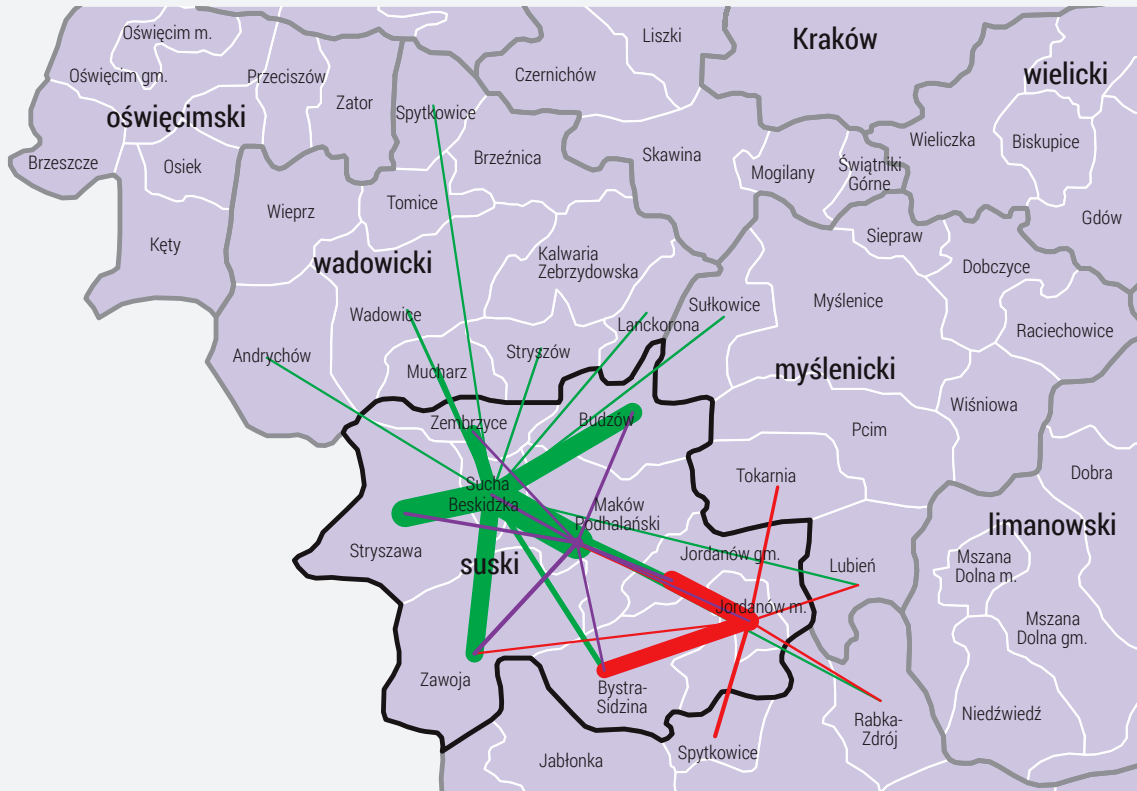 Oświęcim m.
Liszki
Kraków
Oświęcim gm.
Przeciszów
Czernichów
wielicki
Zator
Spytkowice
oświęcimski
Wieliczka
Biskupice
Brzeszcze
Osiek
Brzeźnica
Skawina
Mogilany
Świątniki
Górne
Wieprz
Tomice
Gdów
Kęty
Siepraw
wadowicki
Kalwaria
Zebrzydowska
Dobczyce
Wadowice
Sułkowice
Myślenice
Lanckorona
Raciechowice
Andrychów
Stryszów
Mucharz
myślenicki
Wiśniowa
Zembrzyce
Budzów
Pcim
Tokarnia
Dobra
Sucha
Beskidzka
Maków
Podhalański
limanowski
Stryszawa
suski
Jordanów gm.
Lubień
Mszana
Dolna m.
Jordanów m.
Mszana
Dolna gm.
Zawoja
Bystra-
Sidzina
Niedźwiedź
Rabka-
Zdrój
Jabłonka
Spytkowice